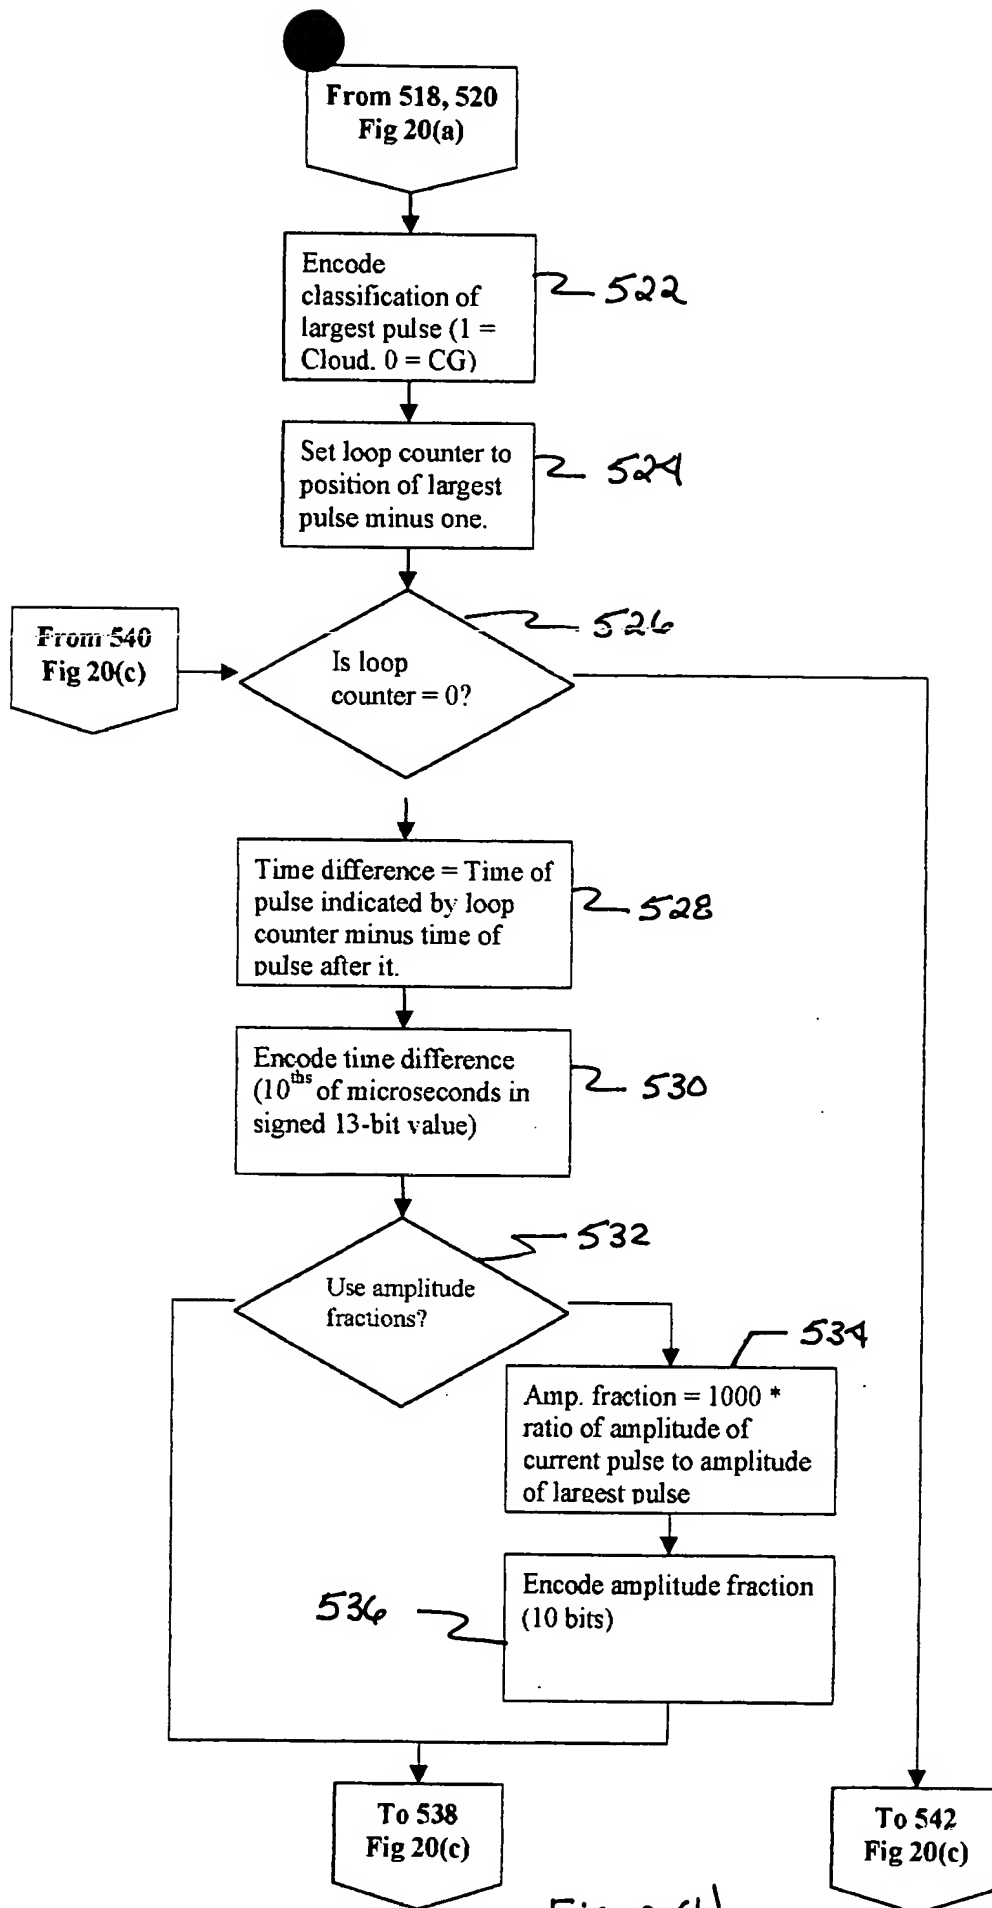 From 518, 520
Fig 20(a)
Encode
classification of
largest pulse (1 =
Cloud. 0 = CG)
522
Set loop counter to
position of largest
pulse minus one.
524
From 540
Fig 20(c)
526
Is loop
counter = 0?
Time difference = Time of
pulse indicated by loop
counter minus time of
pulse after it.
528
Encode time difference
(10ths of microseconds in
signed 13-bit value)
530
532
Use amplitude
fractions?
534
Amp. fraction = 1000 *
ratio of amplitude of
current pulse to amplitude
of largest pulse
536
Encode amplitude fraction
(10 bits)
To 538
Fig 20(c)
To 542
Fig 20(c)